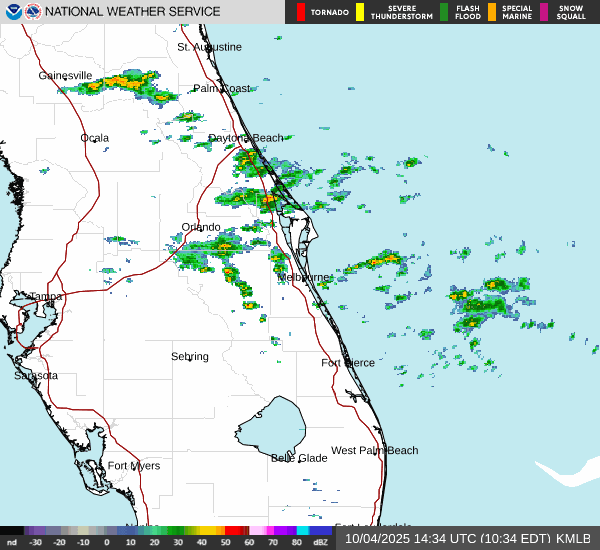 NATIONAL WEATHER SERVICE
TORNADO
SEVERE THUNDERSTORM
FLASH FLOOD
SPECIAL MARINE
SNOW SQUALL
St. Augustine
Gainesville
Palm Coast
Ocala
Daytona Beach
Orlando
Melbourne
Tampa
Sebring
Fort Pierce
Sarasota
West Palm Beach
Belle Glade
Fort Myers
nd -30 -20 -10 0 10 20 30 40 50 60 70 80 dBZ
10/04/2025 14:34 UTC (10:34 EDT) KMLB